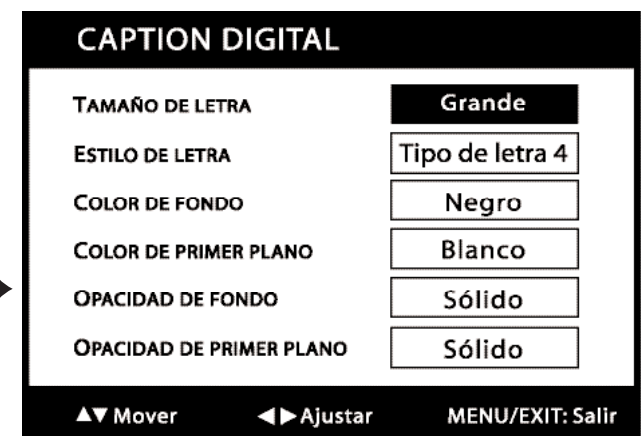 CAPTION DIGITAL
TAMAÑO DE LETRA Grande
ESTILO DE LETRA Tipo de letra 4
COLOR DE FONDO Negro
COLOR DE PRIMER PLANO Blanco
OPACIDAD DE FONDO Sólido
OPACIDAD DE PRIMER PLANO Sólido
▲▼ Mover ◀▶ Ajustar MENU/EXIT: Salir